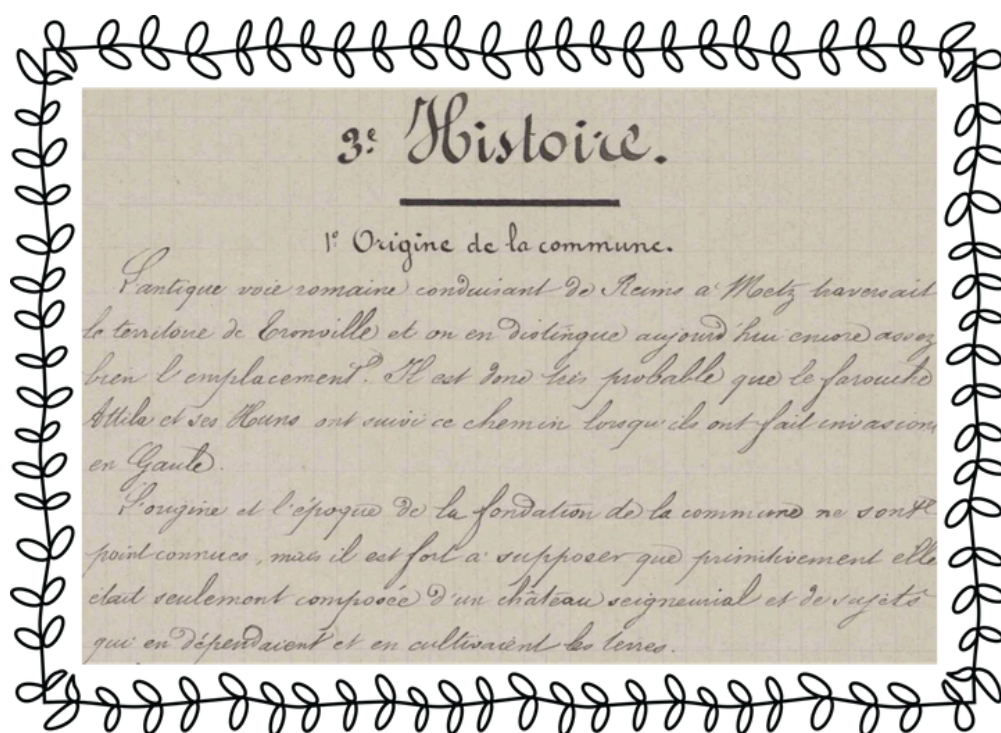 3º Histoire.
1º Origine de la commune.
L'antique voie romaine conduisant de Reims à Metz traversait
le territoire de Tronville et on en distingue aujourd'hui encore assez
bien l'emplacement. Il est donc très probable que le farouche
Attila et ses Huns ont suivi ce chemin lorsqu'ils ont fait invasion
en Gaule.
L'origine et l'époque de la fondation de la commune ne sont
point connues, mais il est fort à supposer que primitivement elle
était seulement composée d'un château seigneurial et de sujets
qui en dépendaient et en cultivaient les terres.